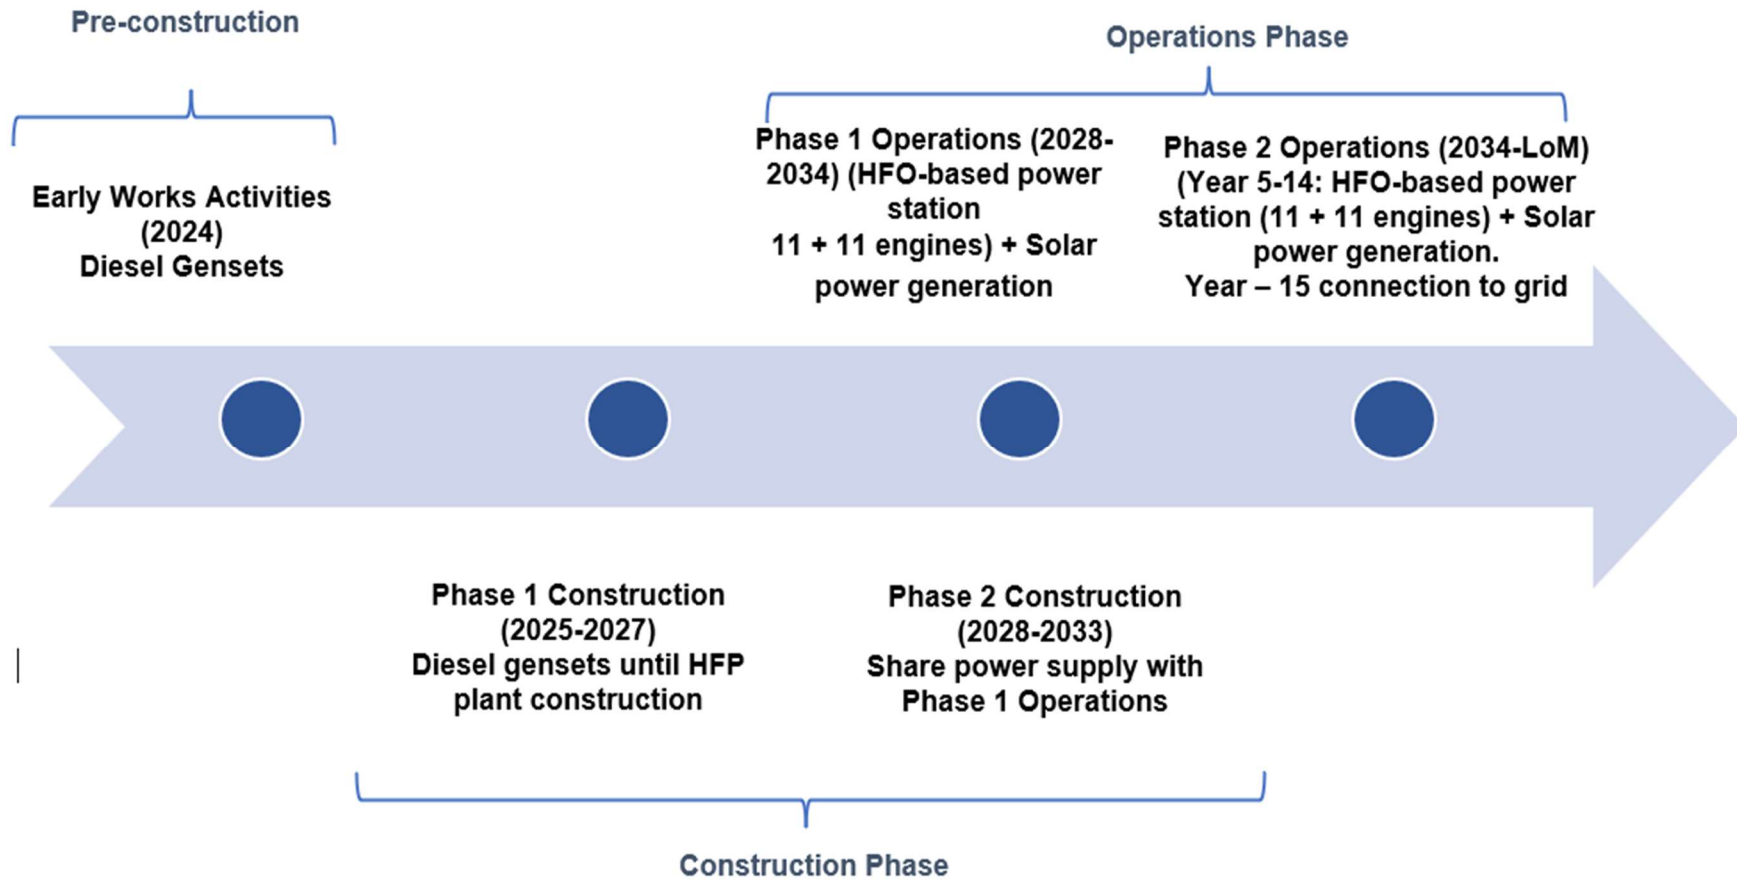 Pre-construction
Operations Phase
Early Works Activities
(2024)
Diesel Gensets
Phase 1 Operations (2028-
2034) (HFO-based power
station
11 + 11 engines) + Solar
power generation
Phase 2 Operations (2034-LoM)
(Year 5-14: HFO-based power
station (11 + 11 engines) + Solar
power generation.
Year – 15 connection to grid
Phase 1 Construction
(2025-2027)
Diesel gensets until HFP
plant construction
Phase 2 Construction
(2028-2033)
Share power supply with
Phase 1 Operations
Construction Phase